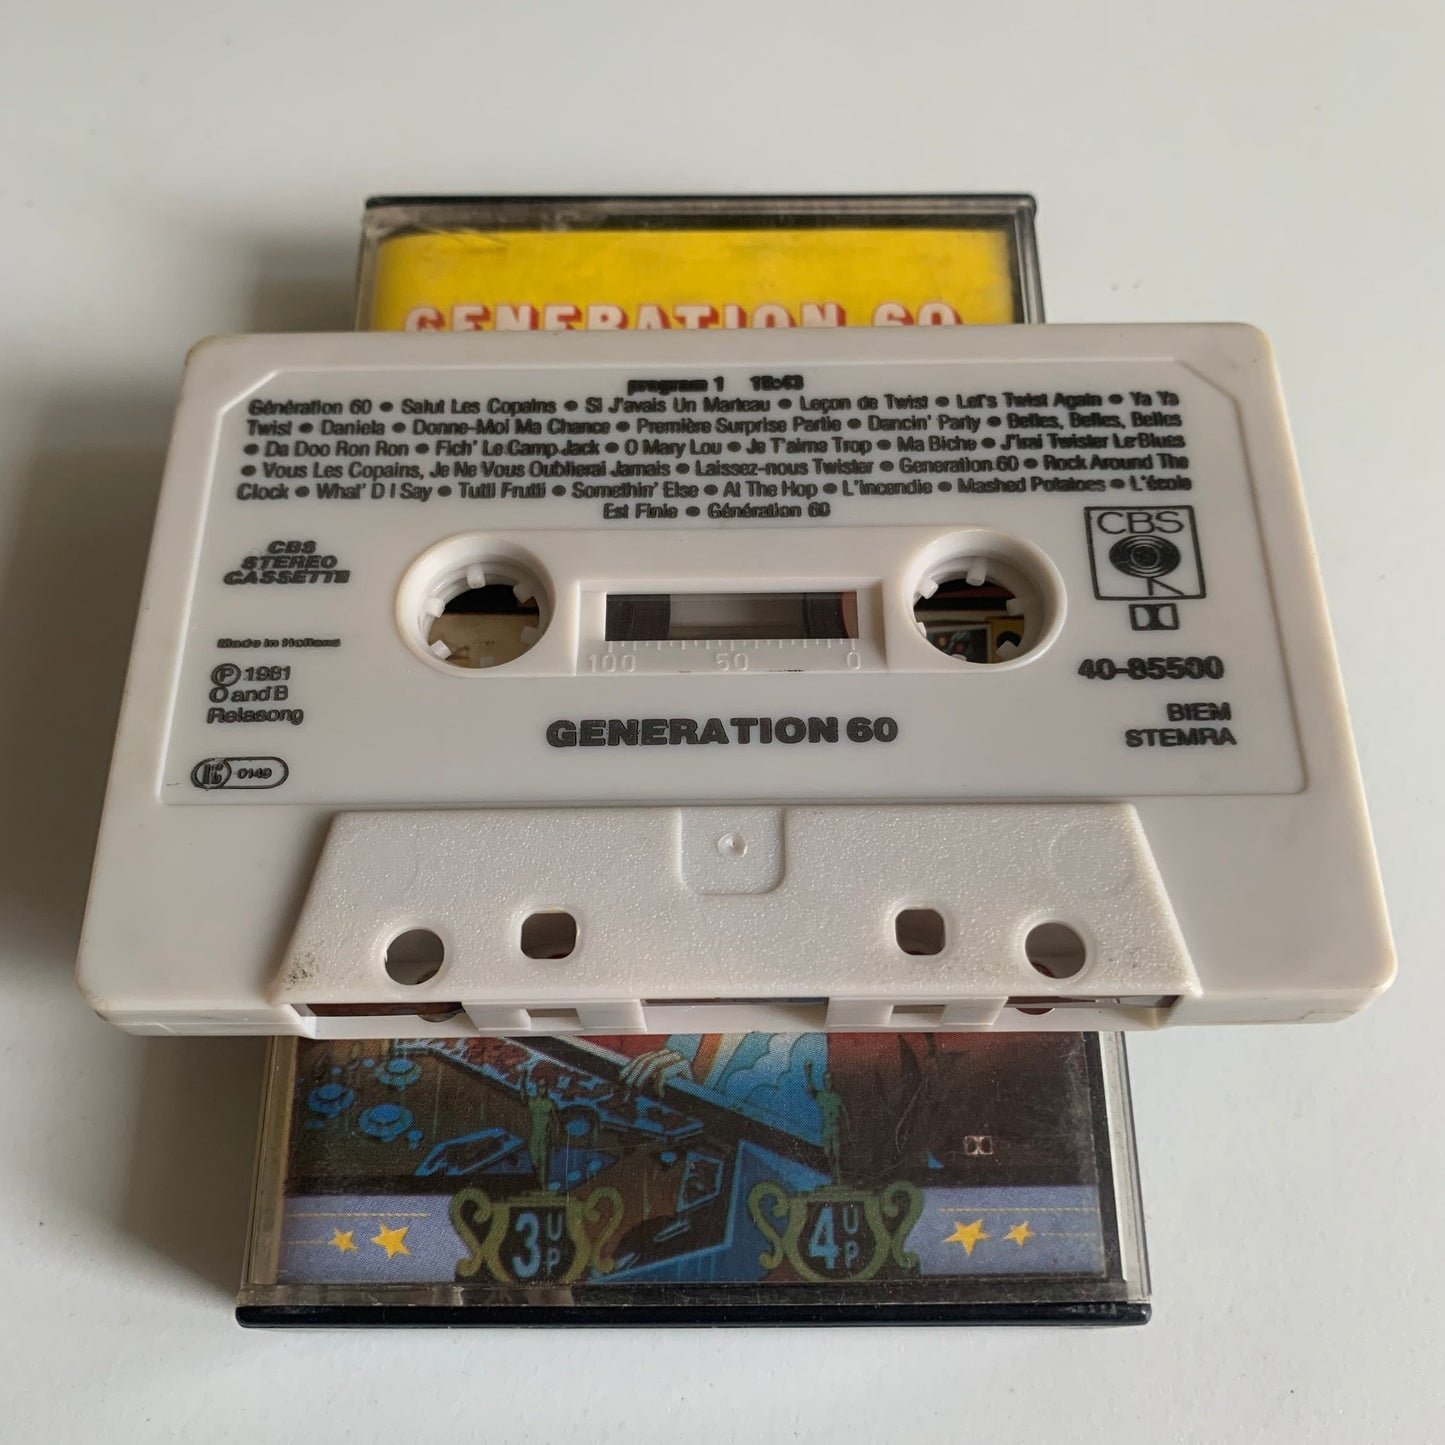 GENERATION 60
program 1 18:43
Génération 60 • Salut Les Copains • Si J'avais Un Marteau • Leçon de Twist • Let's Twist Again • Ya Ya
Twist • Daniela • Donne-Moi Ma Chance • Première Surprise Partie • Dancin' Party • Belles, Belles, Belles
• Da Doo Ron Ron • Fich' Le Camp Jack • O Mary Lou • Je T'aime Trop • Ma Biche • J'irai Twister Le Blues
• Vous Les Copains, Je Ne Vous Oublierai Jamais • Laissez-nous Twister • Generation 60 • Rock Around The
Clock • What' D I Say • Tutti Frutti • Somethin' Else • At The Hop • L'incendie • Mashed Potatoes • L'école
Est Finie • Génération 60
CBS
STEREO
CASSETTE
CBS
Made in Holland
℗ 1981
O and B
Relasong
0149
100 50 0
40-85500
BIEM
STEMRA
GENERATION 60
3 UP
4 UP